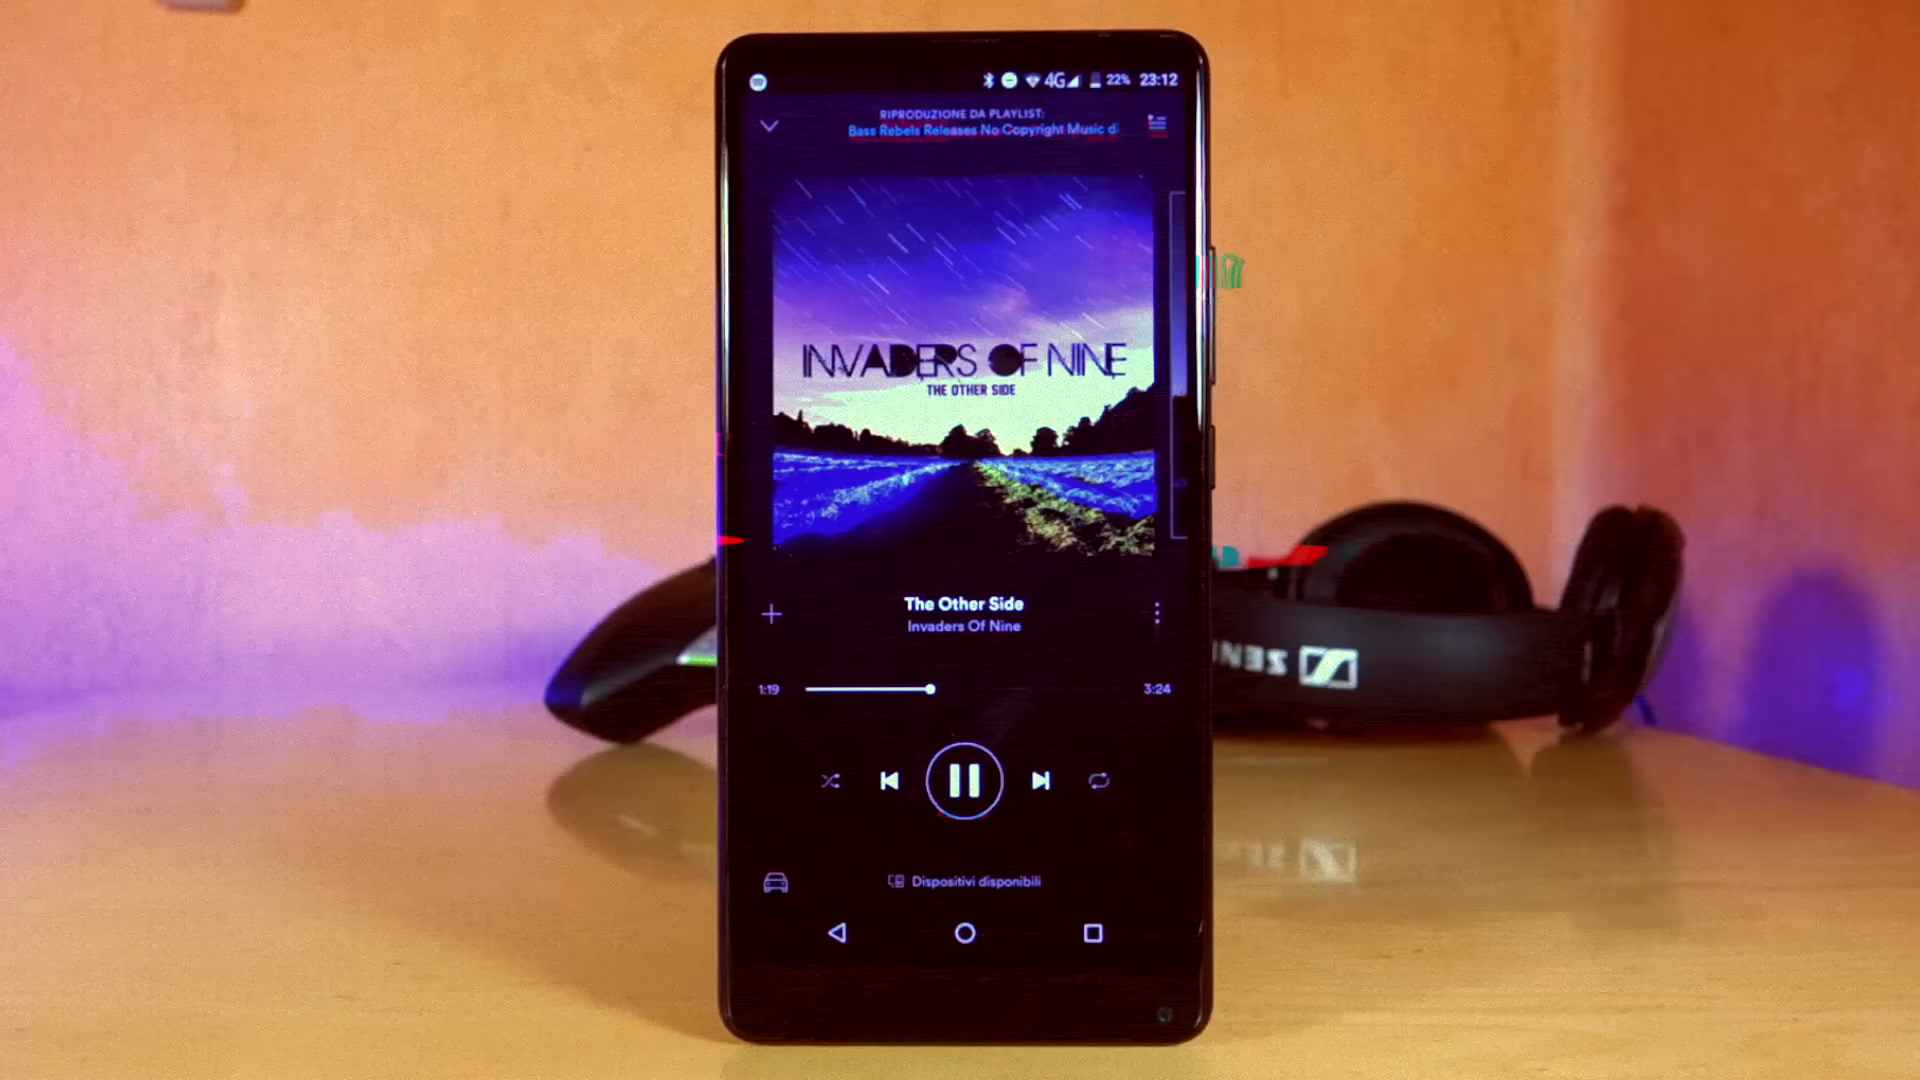 4G 22% 23:12
RIPRODUZIONE DA PLAYLIST:
Bass Rebels Releases No Copyright Music di
INVADERS OF NINE
THE OTHER SIDE
The Other Side
Invaders Of Nine
1:19 3:24
Dispositivi disponibili